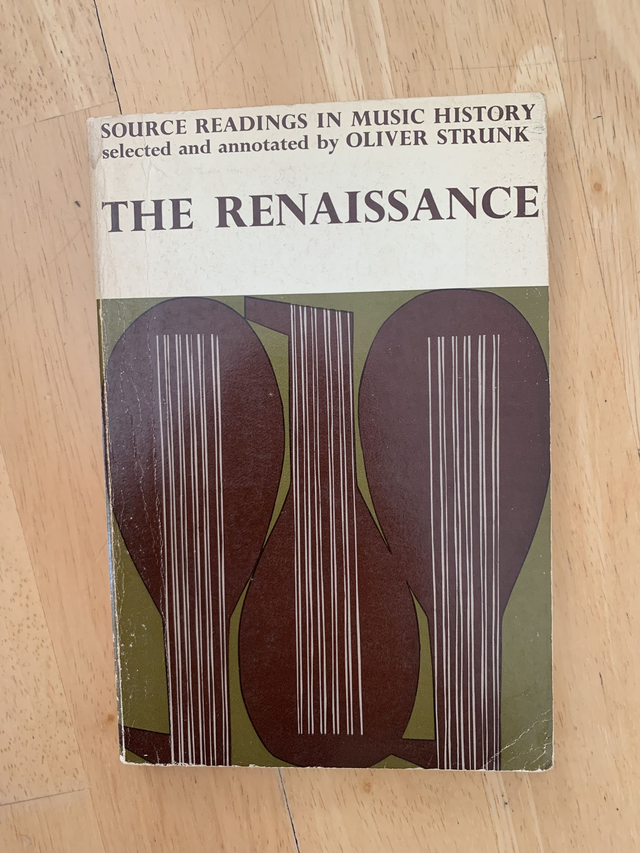 SOURCE READINGS IN MUSIC HISTORY
selected and annotated by OLIVER STRUNK
THE RENAISSANCE